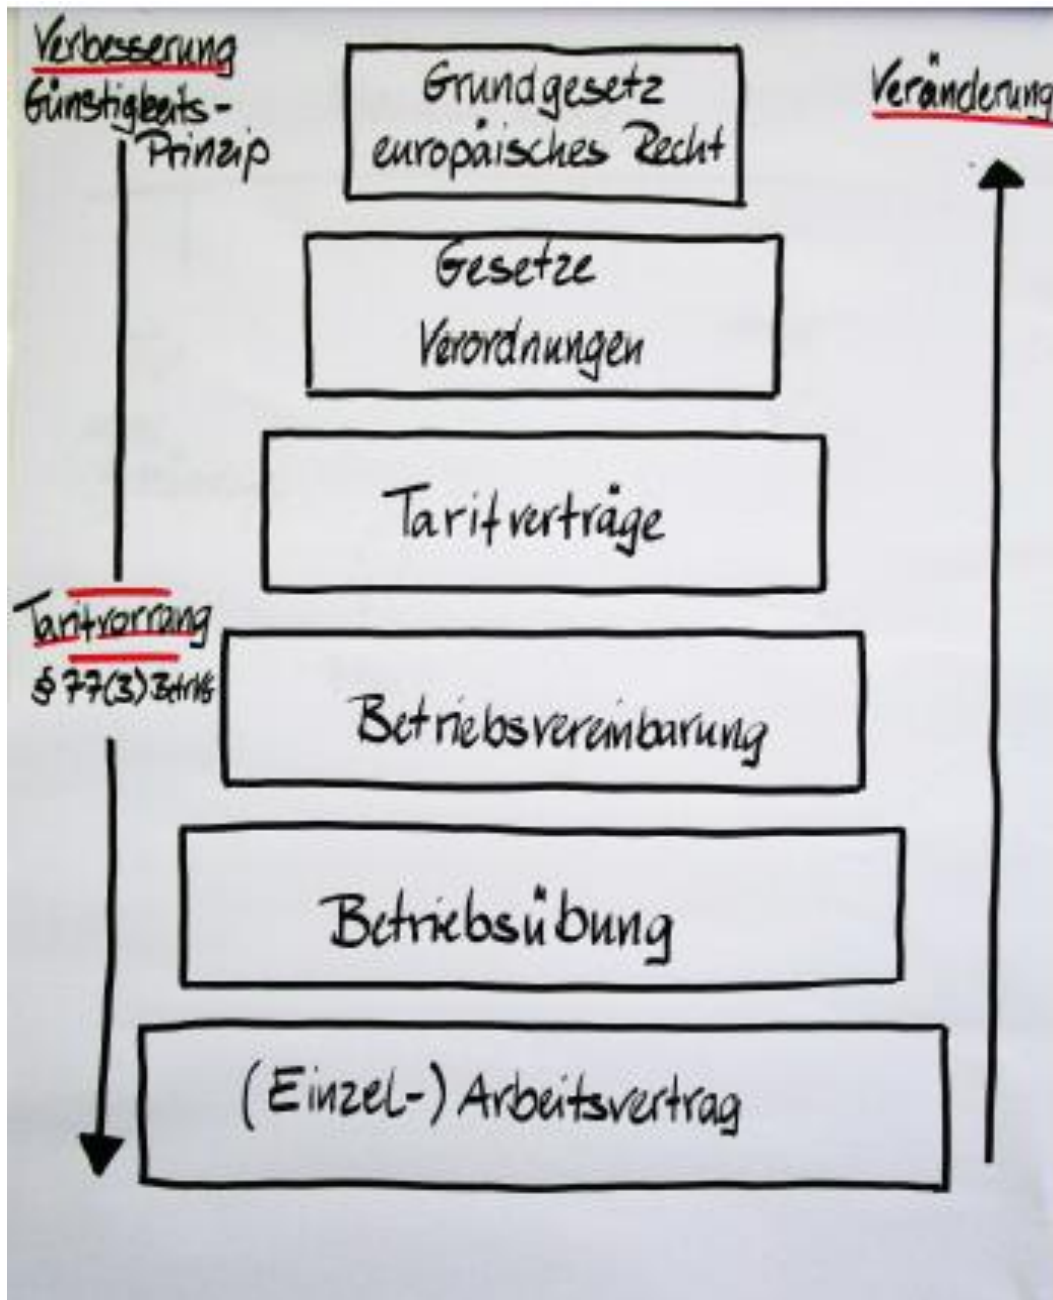 Verbesserung
Günstigkeits-
Prinzip
Grundgesetz
europäisches Recht
Veränderung
Gesetze
Verordnungen
Tarifverträge
Tarifvorrang
§ 77(3) BetrVG
Betriebsvereinbarung
Betriebsübung
(Einzel-) Arbeitsvertrag